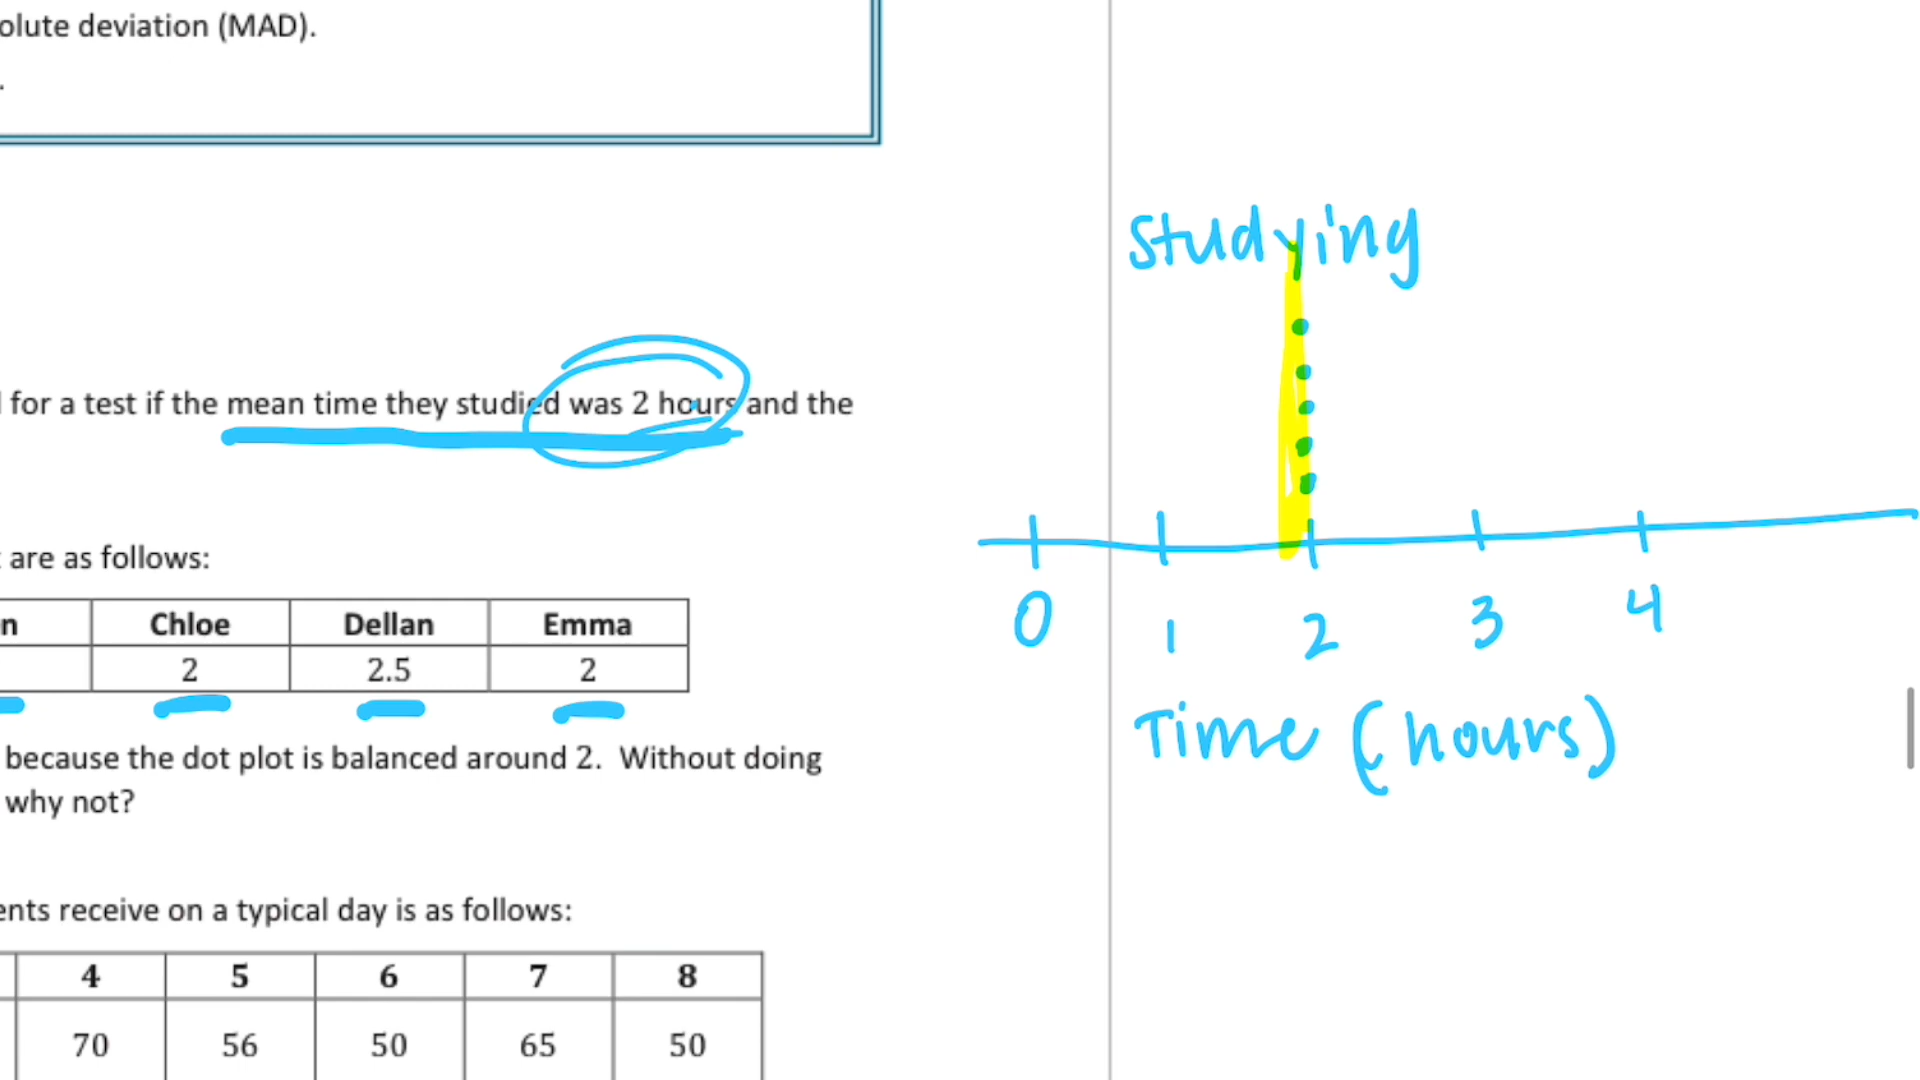 olute deviation (MAD).
.
studying
for a test if the mean time they studied was 2 hours and the
are as follows:
n Chloe Dellan Emma
2 2.5 2
0 1 2 3 4
Time (hours)
because the dot plot is balanced around 2. Without doing
why not?
ents receive on a typical day is as follows:
4 5 6 7 8
70 56 50 65 50